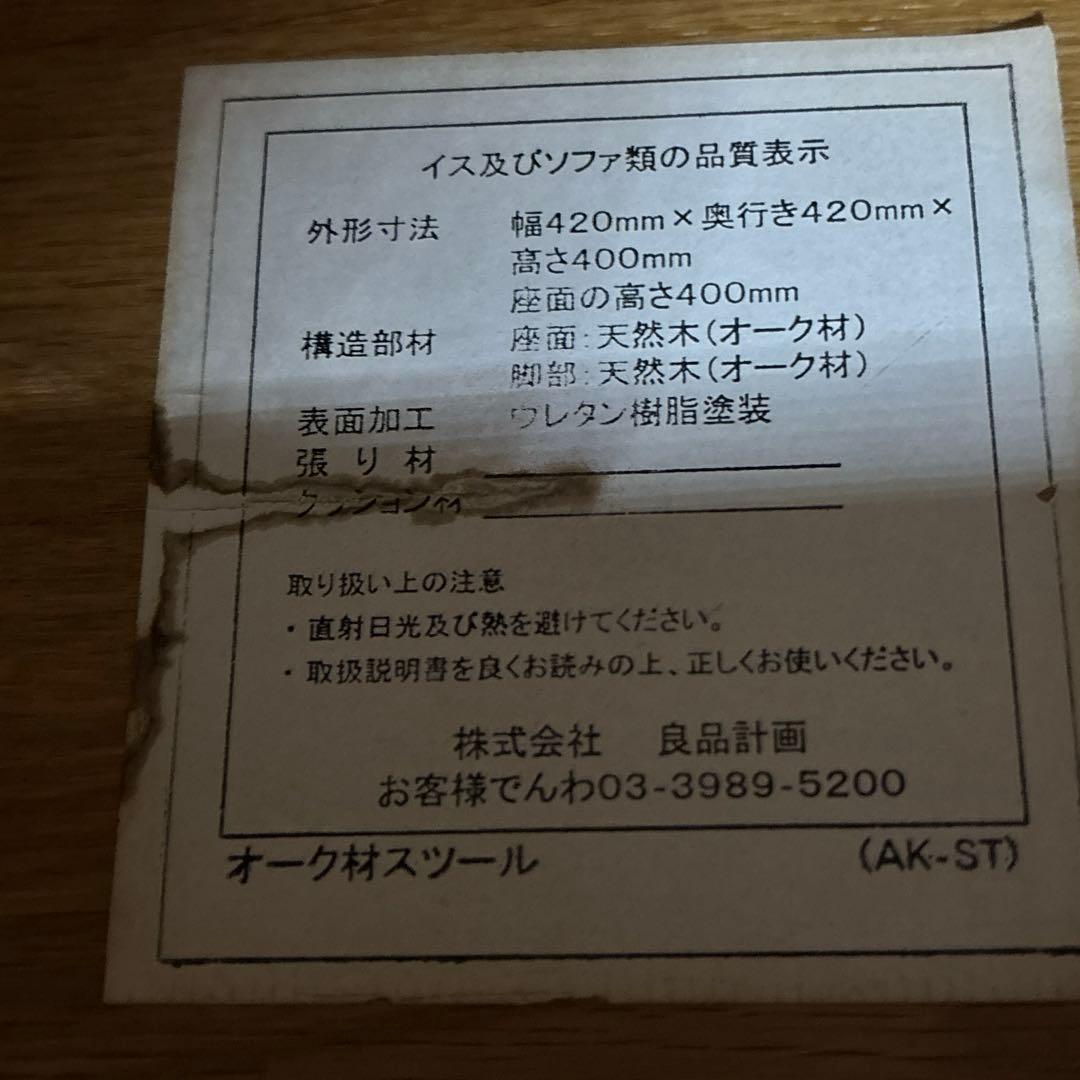 イス及びソファ類の品質表示
外形寸法 幅420mm×奥行き420mm×
高さ400mm
座面の高さ400mm
構造部材 座面:天然木(オーク材)
脚部:天然木(オーク材)
表面加工 ウレタン樹脂塗装
張り材
クッション材
取り扱い上の注意
・直射日光及び熱を避けてください。
・取扱説明書を良くお読みの上、正しくお使いください。
株式会社 良品計画
お客様でんわ03-3989-5200
オーク材スツール (AK-ST)